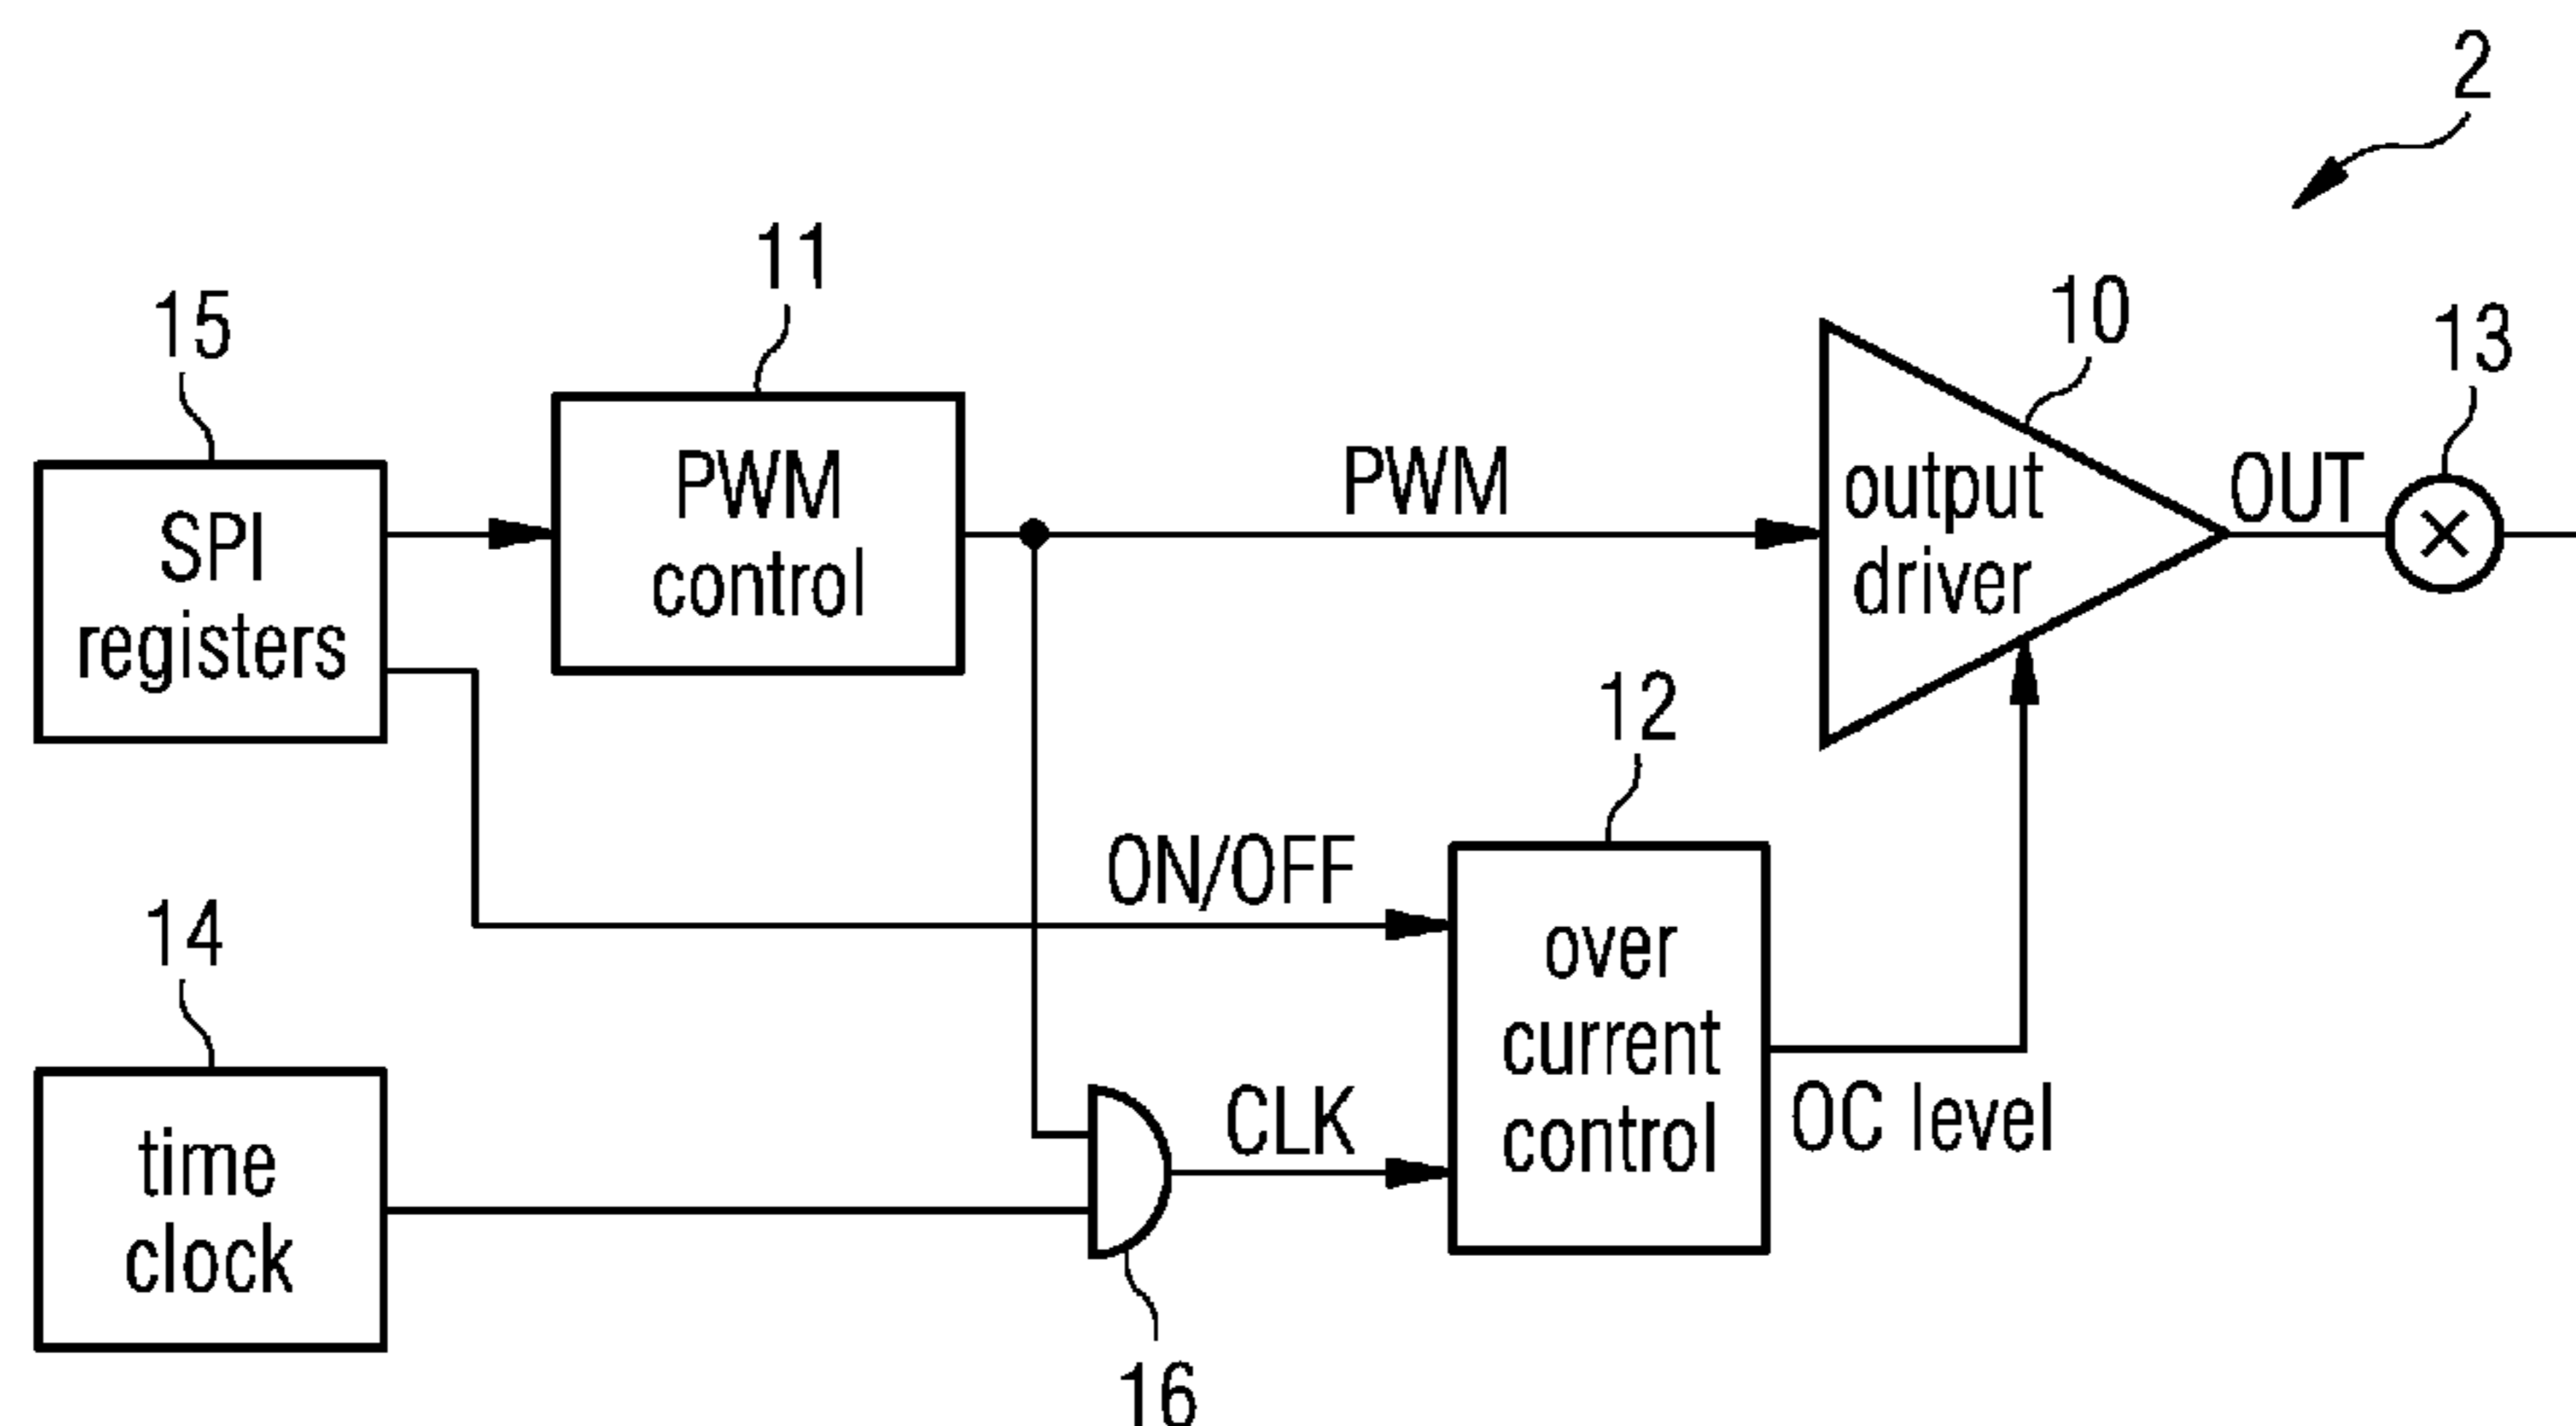 2
11
15
10
13
SPI
registers
PWM
control
PWM
output
driver
OUT
12
ON/OFF
14
over
current
control
CLK
OC level
time
clock
16